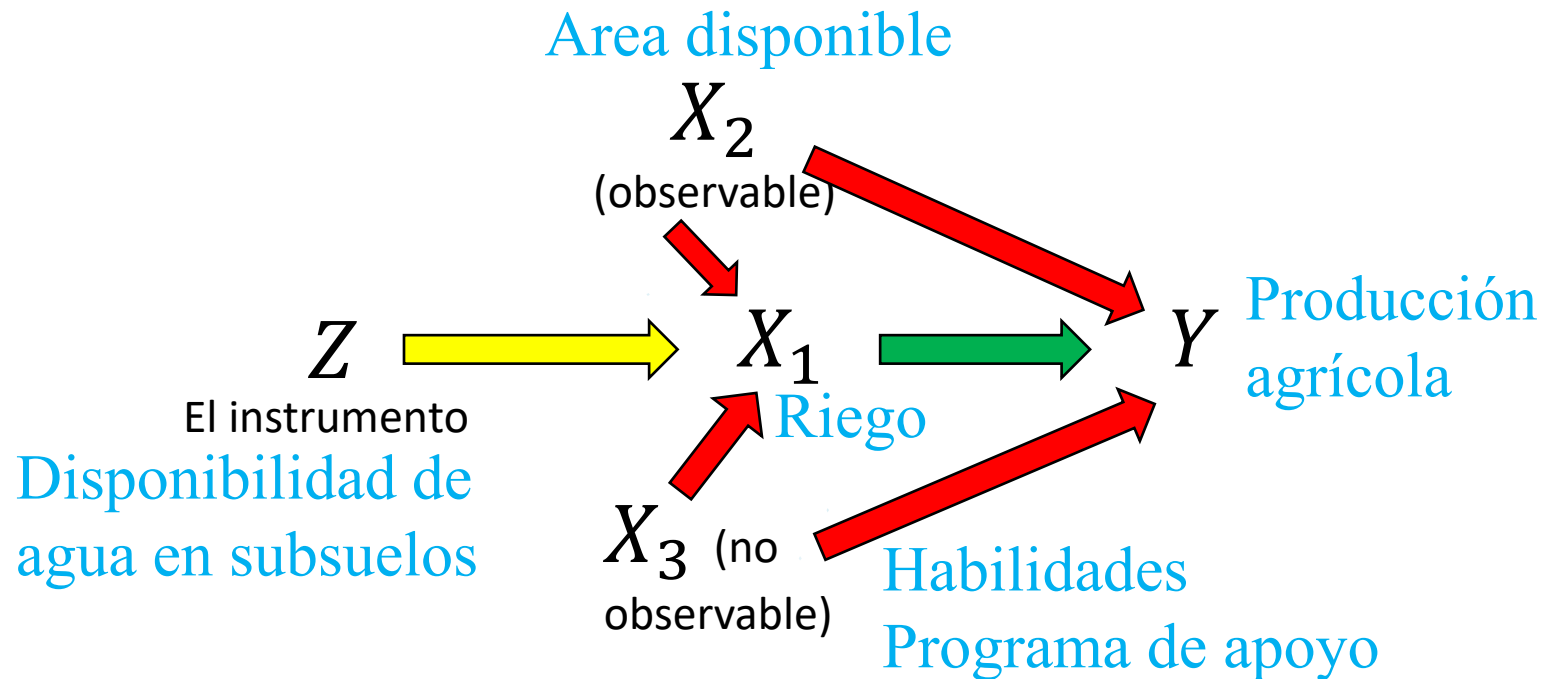 Area disponible
X₂
(observable)
Z
El instrumento
Disponibilidad de
agua en subsuelos
X₁
Riego
Y
Producción
agrícola
X₃ (no
observable)
Habilidades
Programa de apoyo